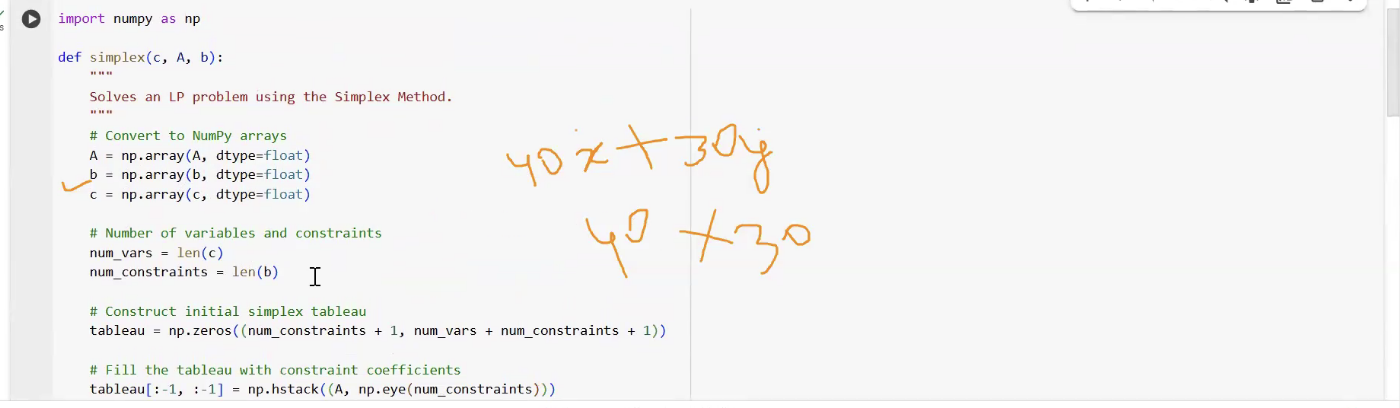 import numpy as np
def simplex(c, A, b):
"""
Solves an LP problem using the Simplex Method.
"""
# Convert to NumPy arrays
A = np.array(A, dtype=float)
b = np.array(b, dtype=float)
c = np.array(c, dtype=float)
40x + 30y
40 + 30
# Number of variables and constraints
num_vars = len(c)
num_constraints = len(b)
# Construct initial simplex tableau
tableau = np.zeros((num_constraints + 1, num_vars + num_constraints + 1))
# Fill the tableau with constraint coefficients
tableau[:-1, :-1] = np.hstack((A, np.eye(num_constraints)))